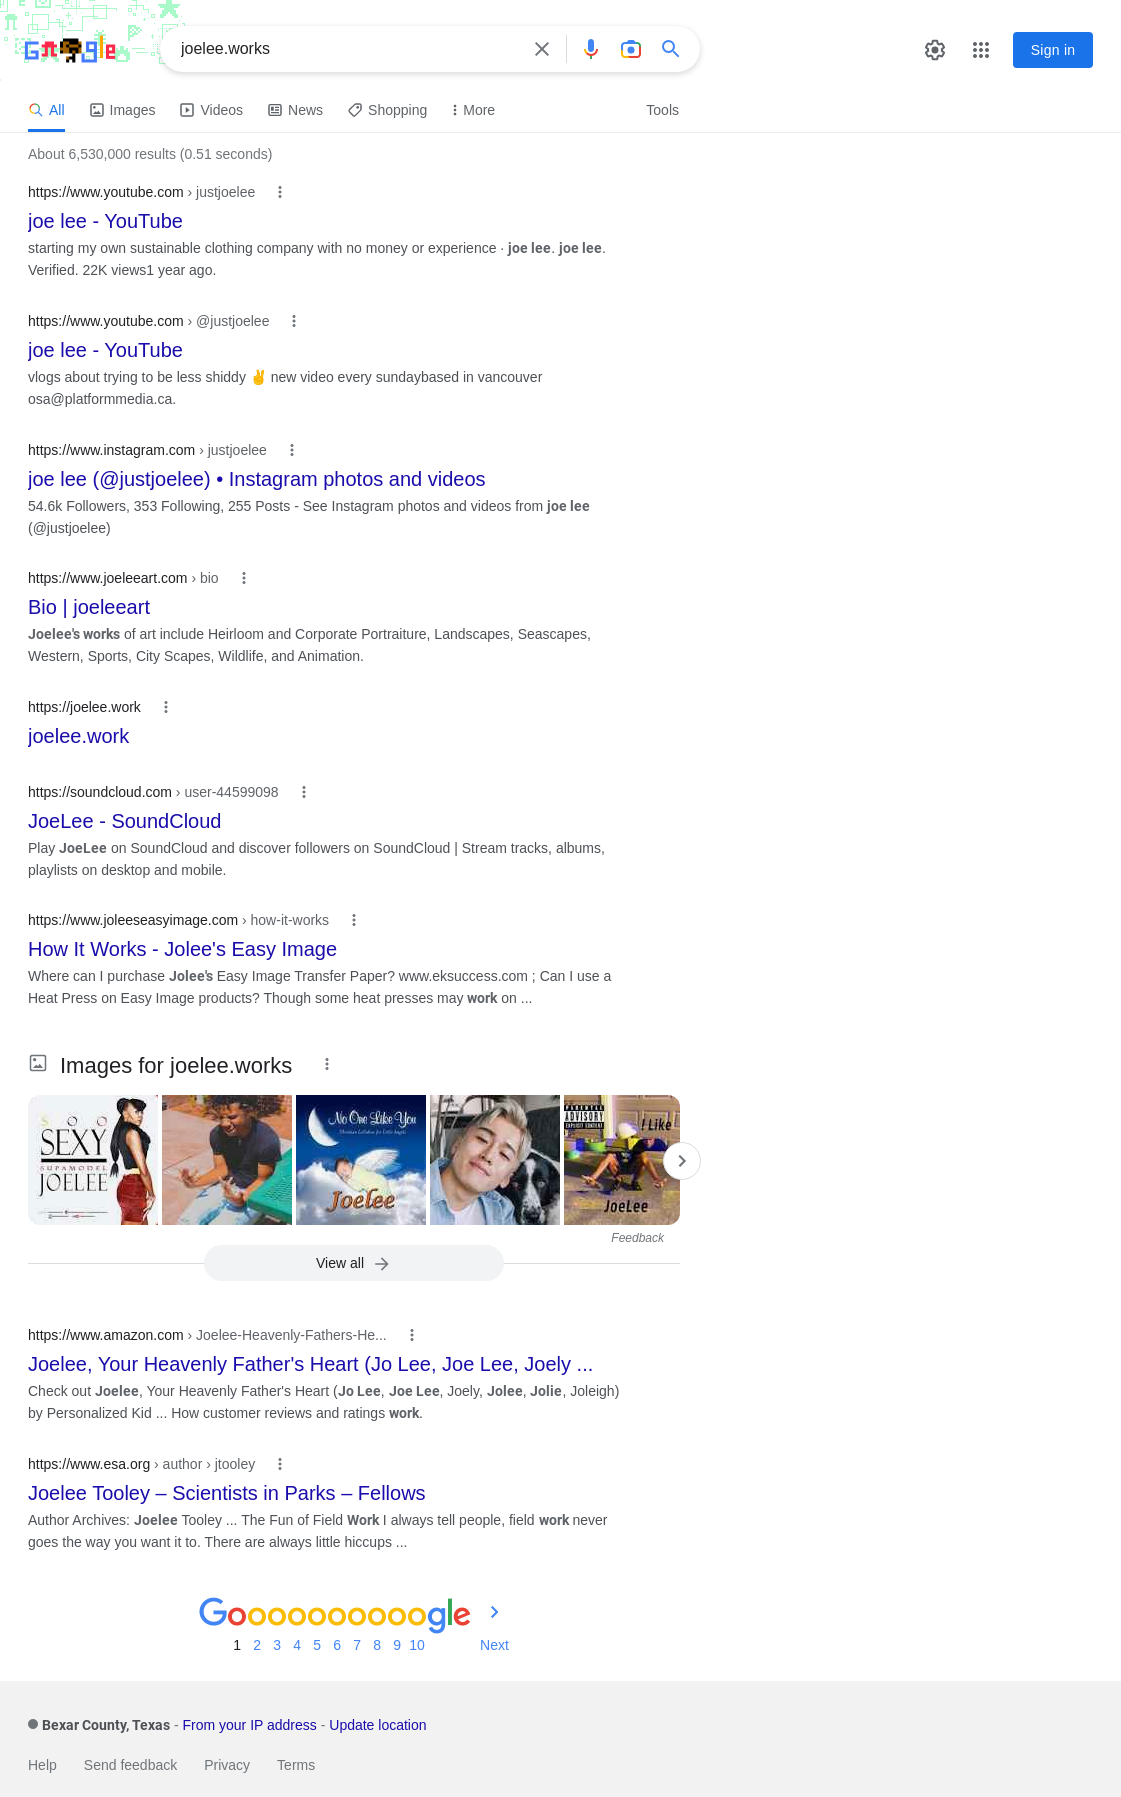 Google
joelee.works
Sign in
All
Images
Videos
News
Shopping
More
Tools
About 6,530,000 results (0.51 seconds)
https://www.youtube.com › justjoelee
joe lee - YouTube
starting my own sustainable clothing company with no money or experience · joe lee. joe lee.
Verified. 22K views1 year ago.
https://www.youtube.com › @justjoelee
joe lee - YouTube
vlogs about trying to be less shiddy ✌ new video every sundaybased in vancouver
osa@platformmedia.ca.
https://www.instagram.com › justjoelee
joe lee (@justjoelee) • Instagram photos and videos
54.6k Followers, 353 Following, 255 Posts - See Instagram photos and videos from joe lee
(@justjoelee)
https://www.joeleeart.com › bio
Bio | joeleeart
Joelee's works of art include Heirloom and Corporate Portraiture, Landscapes, Seascapes,
Western, Sports, City Scapes, Wildlife, and Animation.
https://joelee.work
joelee.work
https://soundcloud.com › user-44599098
JoeLee - SoundCloud
Play JoeLee on SoundCloud and discover followers on SoundCloud | Stream tracks, albums,
playlists on desktop and mobile.
https://www.joleeseasyimage.com › how-it-works
How It Works - Jolee's Easy Image
Where can I purchase Jolee's Easy Image Transfer Paper? www.eksuccess.com ; Can I use a
Heat Press on Easy Image products? Though some heat presses may work on ...
Images for joelee.works
SOO
SEXY
SUPAMODEL
JOELEE
No One Like You
Christian Lullabies for Little Angels
Joelee
PARENTAL
ADVISORY
EXPLICIT CONTENT
I Like
JoeLee
Feedback
View all
https://www.amazon.com › Joelee-Heavenly-Fathers-He...
Joelee, Your Heavenly Father's Heart (Jo Lee, Joe Lee, Joely ...
Check out Joelee, Your Heavenly Father's Heart (Jo Lee, Joe Lee, Joely, Jolee, Jolie, Joleigh)
by Personalized Kid ... How customer reviews and ratings work.
https://www.esa.org › author › jtooley
Joelee Tooley – Scientists in Parks – Fellows
Author Archives: Joelee Tooley ... The Fun of Field Work I always tell people, field work never
goes the way you want it to. There are always little hiccups ...
Goooooooooogle
1 2 3 4 5 6 7 8 9 10 Next
Bexar County, Texas - From your IP address - Update location
Help
Send feedback
Privacy
Terms